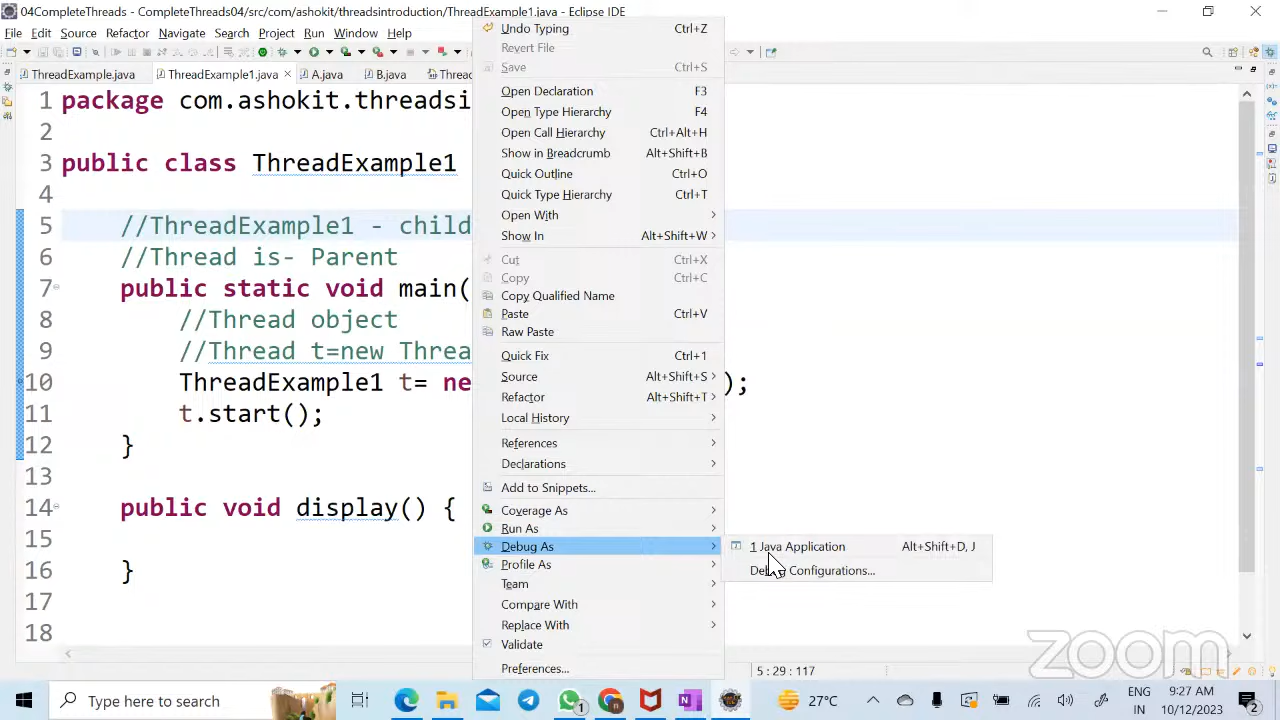 04CompleteThreads - CompleteThreads04/src/com/ashokit/threadsintroduction/ThreadExample1.java - Eclipse IDE
File Edit Source Refactor Navigate Search Project Run Window Help
ThreadExample.java ThreadExample1.java A.java B.java Threa
1 package com.ashokit.threadsi
2
3 public class ThreadExample1
4
5 //ThreadExample1 - child
6 //Thread is- Parent
7 public static void main(
8 //Thread object
9 //Thread t=new Threa
10 ThreadExample1 t= ne );
11 t.start();
12 }
13
14 public void display() {
15
16 }
17
18
Undo Typing Ctrl+Z
Revert File
Save Ctrl+S
Open Declaration F3
Open Type Hierarchy F4
Open Call Hierarchy Ctrl+Alt+H
Show in Breadcrumb Alt+Shift+B
Quick Outline Ctrl+O
Quick Type Hierarchy Ctrl+T
Open With
Show In Alt+Shift+W
Cut Ctrl+X
Copy Ctrl+C
Copy Qualified Name
Paste Ctrl+V
Raw Paste
Quick Fix Ctrl+1
Source Alt+Shift+S
Refactor Alt+Shift+T
Local History
References
Declarations
Add to Snippets...
Coverage As
Run As
Debug As
Profile As
Team
Compare With
Replace With
Validate
Preferences...
1 Java Application Alt+Shift+D, J
Configurations...
5 : 29 : 117
zoom
Type here to search
1
27°C
ENG
IN
9:27 AM
10/12/2023
2